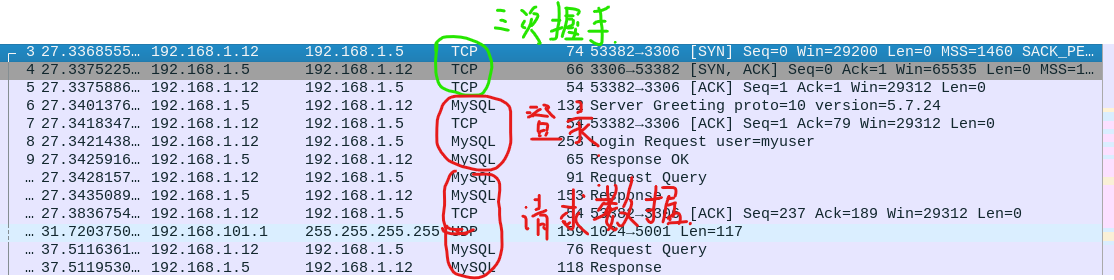 三次握手
3 27.3368555… 192.168.1.12 192.168.1.5 TCP 74 53382→3306 [SYN] Seq=0 Win=29200 Len=0 MSS=1460 SACK_PE…
4 27.3375225… 192.168.1.5 192.168.1.12 TCP 66 3306→53382 [SYN, ACK] Seq=0 Ack=1 Win=65535 Len=0 MSS=1…
5 27.3375886… 192.168.1.12 192.168.1.5 TCP 54 53382→3306 [ACK] Seq=1 Ack=1 Win=29312 Len=0
6 27.3401376… 192.168.1.5 192.168.1.12 MySQL 132 Server Greeting proto=10 version=5.7.24
7 27.3418347… 192.168.1.12 192.168.1.5 TCP 54 53382→3306 [ACK] Seq=1 Ack=79 Win=29312 Len=0
登录
8 27.3421438… 192.168.1.12 192.168.1.5 MySQL 253 Login Request user=myuser
9 27.3425916… 192.168.1.5 192.168.1.12 MySQL 65 Response OK
… 27.3428157… 192.168.1.12 192.168.1.5 MySQL 91 Request Query
… 27.3435089… 192.168.1.5 192.168.1.12 MySQL 153 Response
请求数据
… 27.3836754… 192.168.1.12 192.168.1.5 TCP 54 53382→3306 [ACK] Seq=237 Ack=189 Win=29312 Len=0
… 31.7203750… 192.168.101.1 255.255.255.255 UDP 159 1024→5001 Len=117
… 37.5116361… 192.168.1.12 192.168.1.5 MySQL 76 Request Query
… 37.5119530… 192.168.1.5 192.168.1.12 MySQL 118 Response